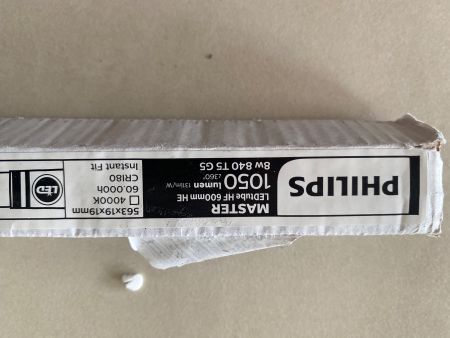 PHILIPS
MASTER
LEDtube HF 600mm HE
1050 lumen 131lm/W
±360°
8w 840 T5 G5
563x19x19mm
4000K
60.000h
CRI80
Instant Fit
LED